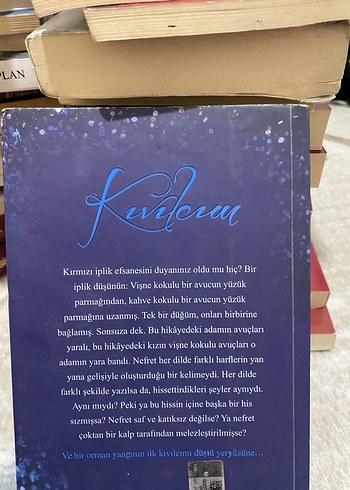 PLAN
Kıvılcım
Kırmızı iplik efsanesini duyanınız oldu mu hiç? Bir
iplik düşünün: Vişne kokulu bir avucun yüzük
parmağından, kahve kokulu bir avucun yüzük
parmağına uzanmış. Tek bir düğüm, onları birbirine
bağlamış. Sonsuza dek. Bu hikâyedeki adamın avuçları
yaralı, bu hikâyedeki kızın vişne kokulu avuçları o
adamın yara bandı. Nefret her dilde farklı harflerin yan
yana gelişiyle oluşturduğu bir kelimeydi. Her dilde
farklı şekilde yazılsa da, hissettirdikleri şeyler aynıydı.
Aynı mıydı? Peki ya bu hissin içine başka bir his
sızmışsa? Nefret saf ve katıksız değilse? Ya nefret
çoktan bir kalp tarafından melezleştirilmişse?
Ve bir orman yangının ilk kıvılcımı düştü yeryüzüne...